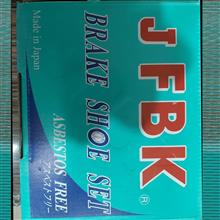 JFBK®
BRAKE SHOE SET
ASBESTOS FREE
アスベストフリー
Made in Japan